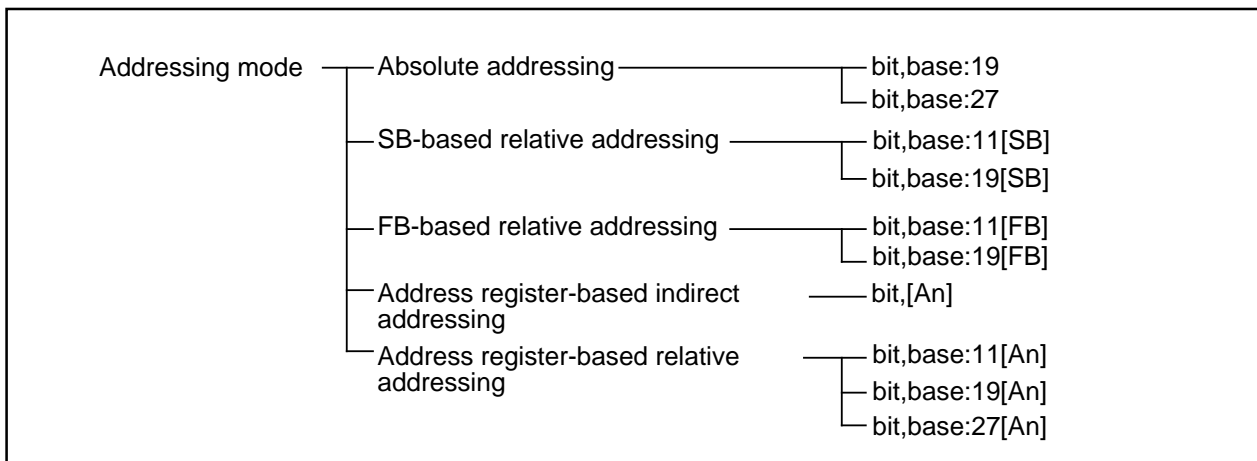 Addressing mode
Absolute addressing
bit,base:19
bit,base:27
SB-based relative addressing
bit,base:11[SB]
bit,base:19[SB]
FB-based relative addressing
bit,base:11[FB]
bit,base:19[FB]
Address register-based indirect
addressing
bit,[An]
Address register-based relative
addressing
bit,base:11[An]
bit,base:19[An]
bit,base:27[An]